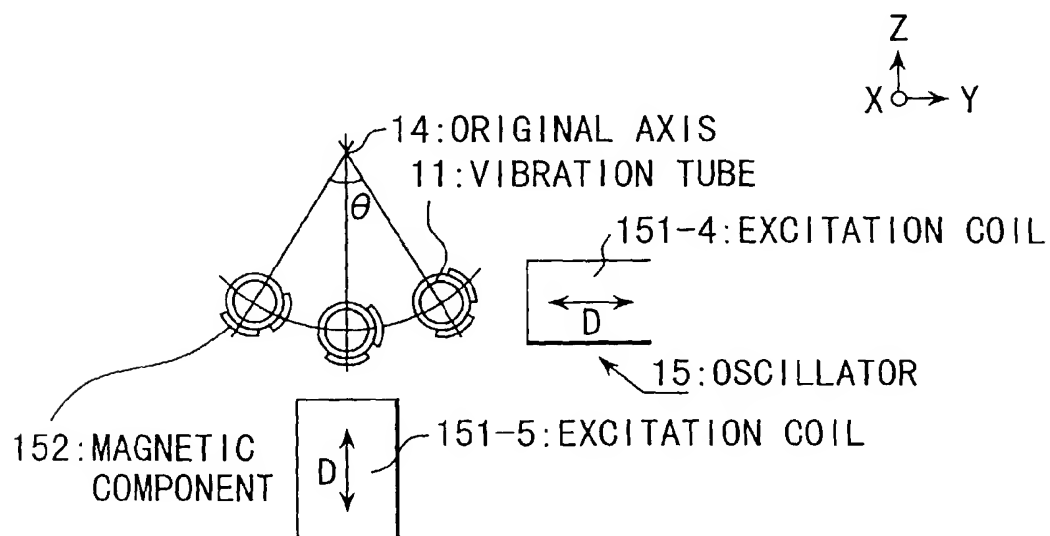 Z
X Y
14:ORIGINAL AXIS
11:VIBRATION TUBE
θ
151-4:EXCITATION COIL
D
15:OSCILLATOR
152:MAGNETIC
COMPONENT
151-5:EXCITATION COIL
D